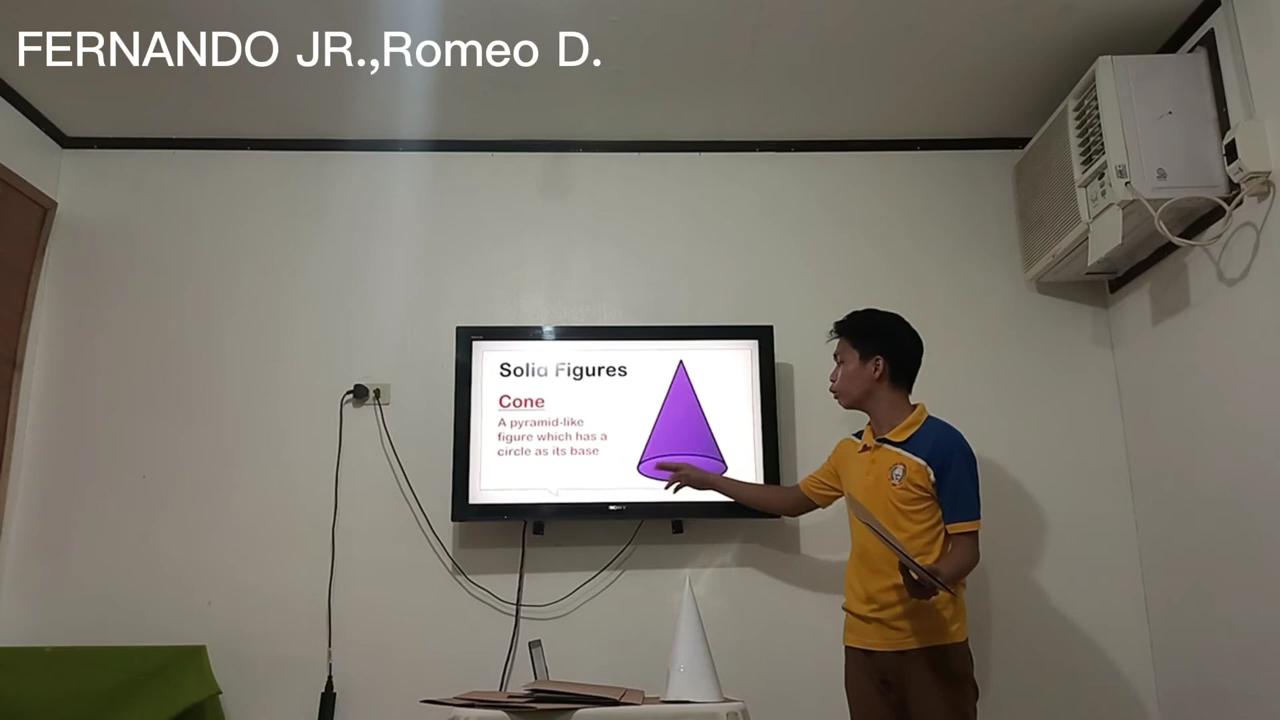 FERNANDO JR.,Romeo D.
Solid Figures
Cone
A pyramid-like
figure which has a
circle as its base
SONY